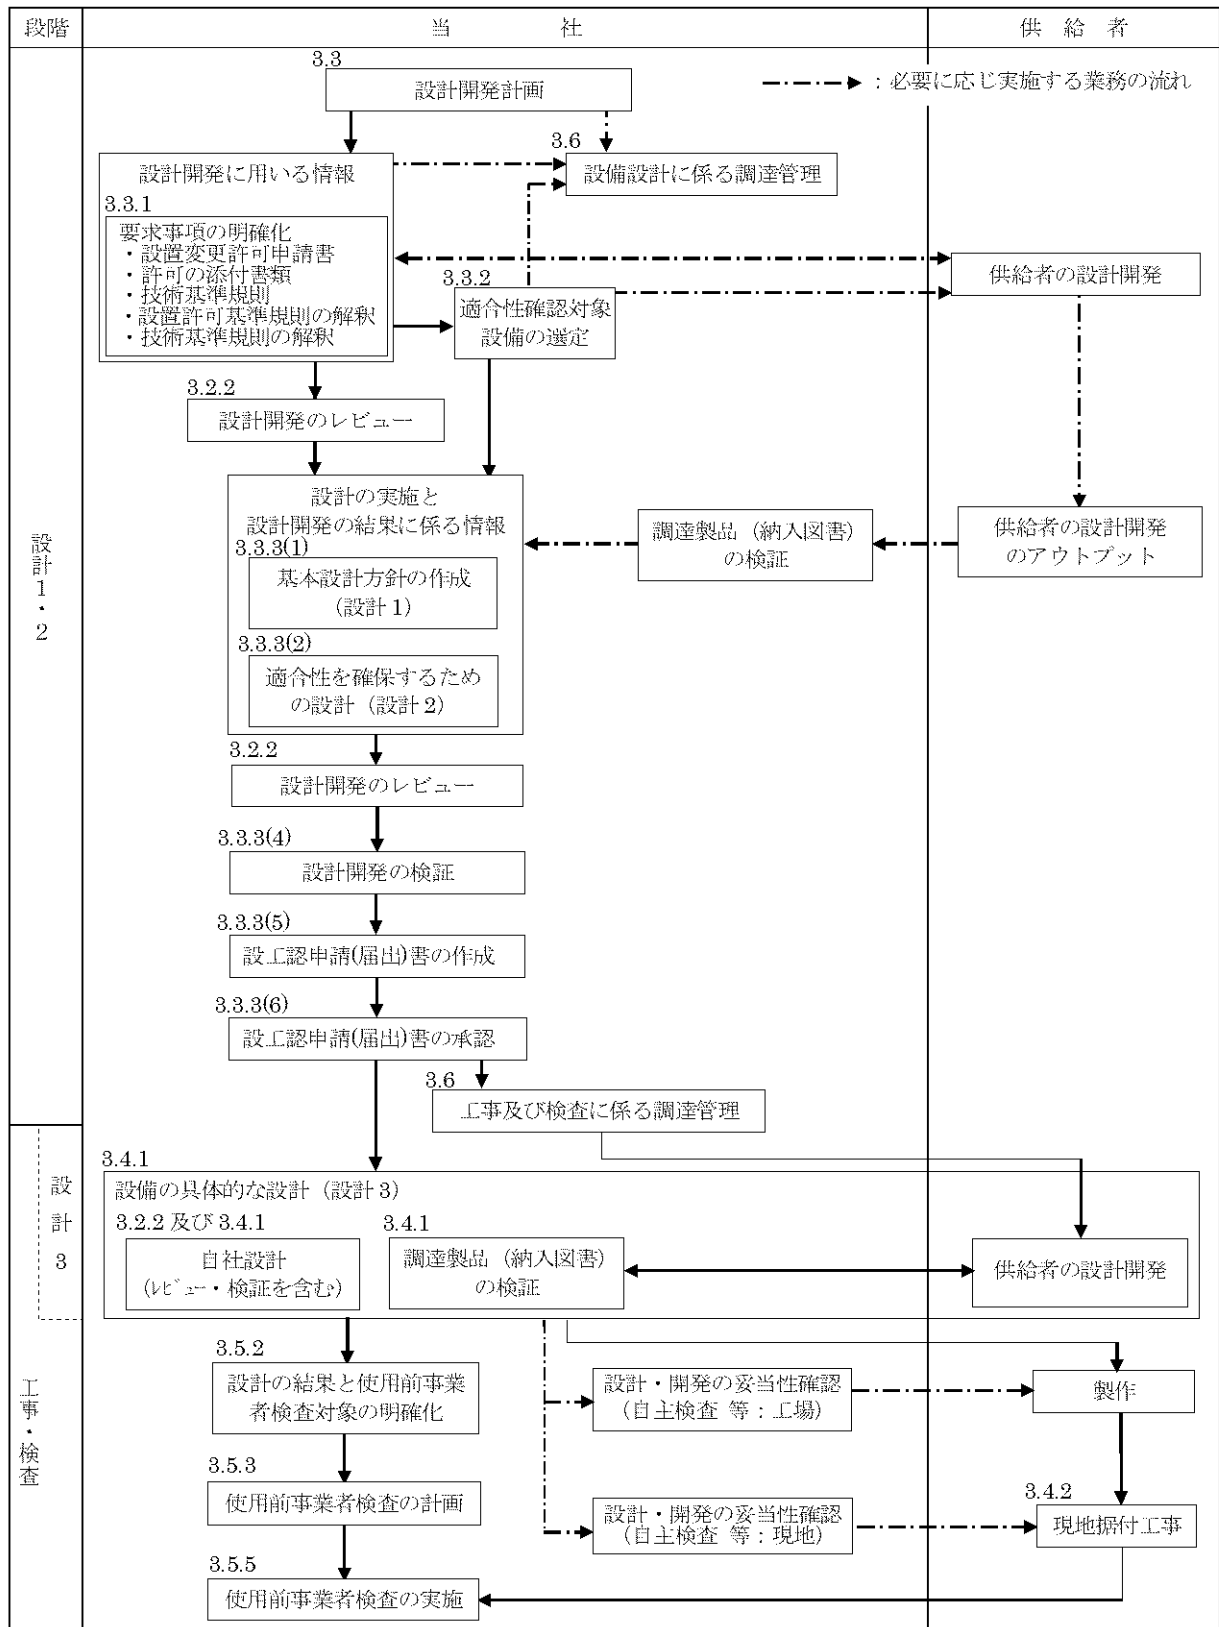 段階
当 社
供 給 者
3.3
設計開発計画
：必要に応じ実施する業務の流れ
3.6
設備設計に係る調達管理
設計開発に用いる情報
3.3.1
要求事項の明確化
・設置変更許可申請書
・許可の添付書類
・技術基準規則
・設置許可基準規則の解釈
・技術基準規則の解釈
3.3.2
適合性確認対象
設備の選定
供給者の設計開発
3.2.2
設計開発のレビュー
設計の実施と
設計開発の結果に係る情報
3.3.3(1)
基本設計方針の作成
（設計1）
3.3.3(2)
適合性を確保するため
の設計（設計2）
調達製品（納入図書）
の検証
供給者の設計開発
のアウトプット
設計1・2
3.2.2
設計開発のレビュー
3.3.3(4)
設計開発の検証
3.3.3(5)
設工認申請(届出)書の作成
3.3.3(6)
設工認申請(届出)書の承認
3.6
工事及び検査に係る調達管理
設計3
3.4.1
設備の具体的な設計（設計3）
3.2.2 及び 3.4.1
自社設計
(ﾚﾋﾞｭｰ・検証を含む)
3.4.1
調達製品（納入図書）
の検証
供給者の設計開発
工事・検査
3.5.2
設計の結果と使用前事業
者検査対象の明確化
設計・開発の妥当性確認
（自主検査 等：工場）
製作
3.5.3
使用前事業者検査の計画
設計・開発の妥当性確認
（自主検査 等：現地）
3.4.2
現地据付工事
3.5.5
使用前事業者検査の実施